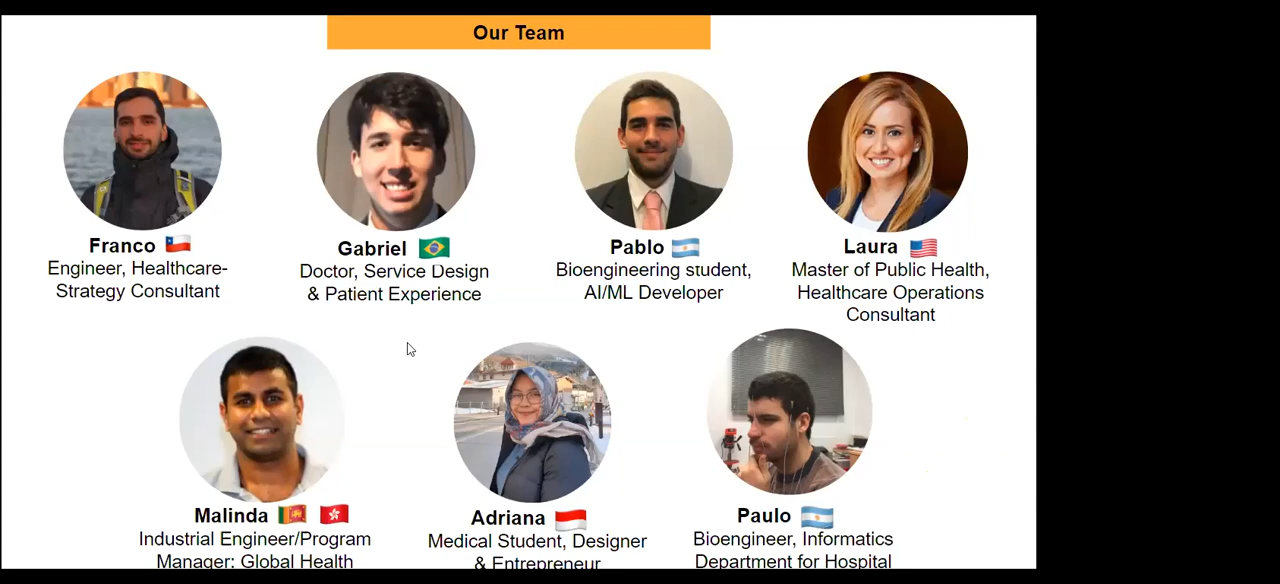 Our Team
Franco
Engineer, Healthcare-
Strategy Consultant
Gabriel
Doctor, Service Design
& Patient Experience
Pablo
Bioengineering student,
AI/ML Developer
Laura
Master of Public Health,
Healthcare Operations
Consultant
Malinda
Industrial Engineer/Program
Manager: Global Health
Adriana
Medical Student, Designer
& Entrepreneur
Paulo
Bioengineer, Informatics
Department for Hospital